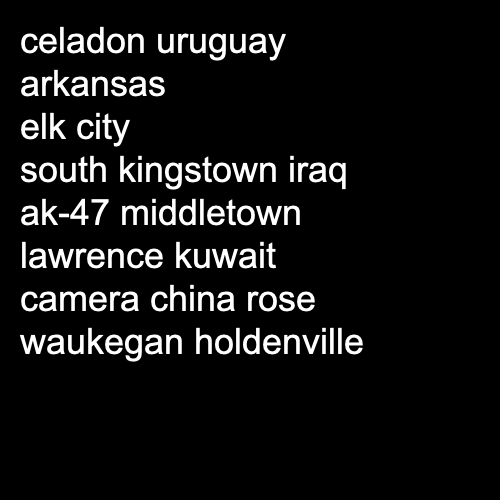 celadon uruguay
arkansas
elk city
south kingstown iraq
ak-47 middletown
lawrence kuwait
camera china rose
waukegan holdenville